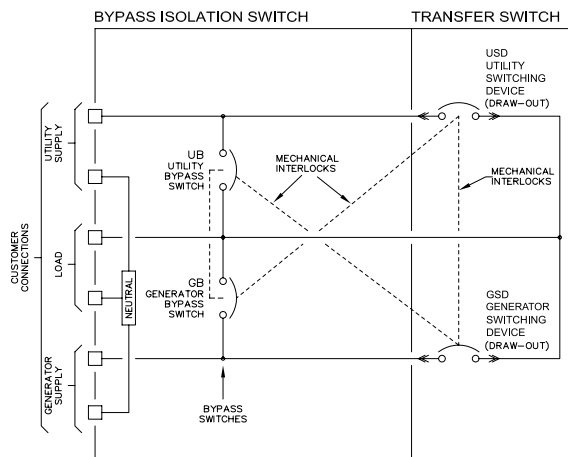 BYPASS ISOLATION SWITCH
TRANSFER SWITCH
USD
UTILITY
SWITCHING
DEVICE
(DRAW-OUT)
UTILITY
SUPPLY
UB
UTILITY
BYPASS
SWITCH
MECHANICAL
INTERLOCKS
MECHANICAL
INTERLOCKS
CUSTOMER
CONNECTIONS
LOAD
NEUTRAL
GB
GENERATOR
BYPASS
SWITCH
GSD
GENERATOR
SWITCHING
DEVICE
(DRAW-OUT)
GENERATOR
SUPPLY
BYPASS
SWITCHES